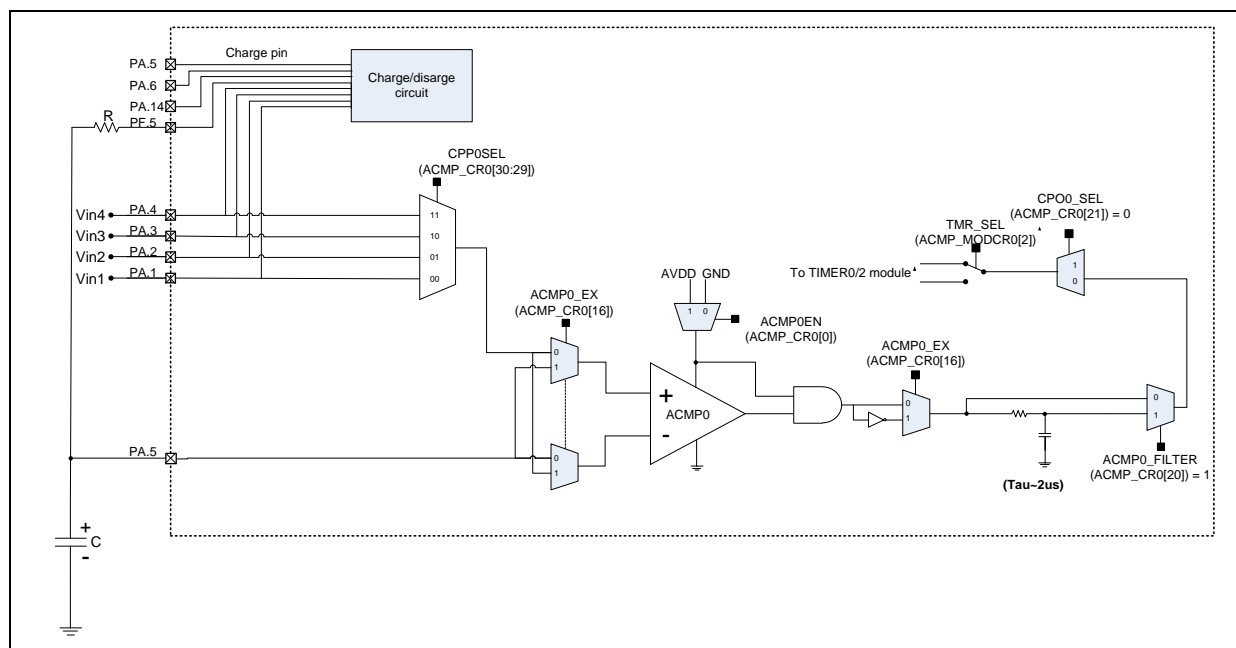 Charge pin
PA.5
PA.6
PA.14
R
PF.5
Charge/disarge
circuit
CPP0SEL
(ACMP_CR0[30:29])
Vin4
PA.4
11
Vin3
PA.3
10
Vin2
PA.2
01
Vin1
PA.1
00
CPO0_SEL
(ACMP_CR0[21]) = 0
TMR_SEL
(ACMP_MODCR0[2])
1
0
To TIMER0/2 module
AVDD GND
1 0
ACMP0EN
(ACMP_CR0[0])
ACMP0_EX
(ACMP_CR0[16])
0
1
ACMP0_EX
(ACMP_CR0[16])
0
1
+
ACMP0
-
0
1
ACMP0_FILTER
(ACMP_CR0[20]) = 1
(Tau~2us)
PA.5
0
1
+
C
-